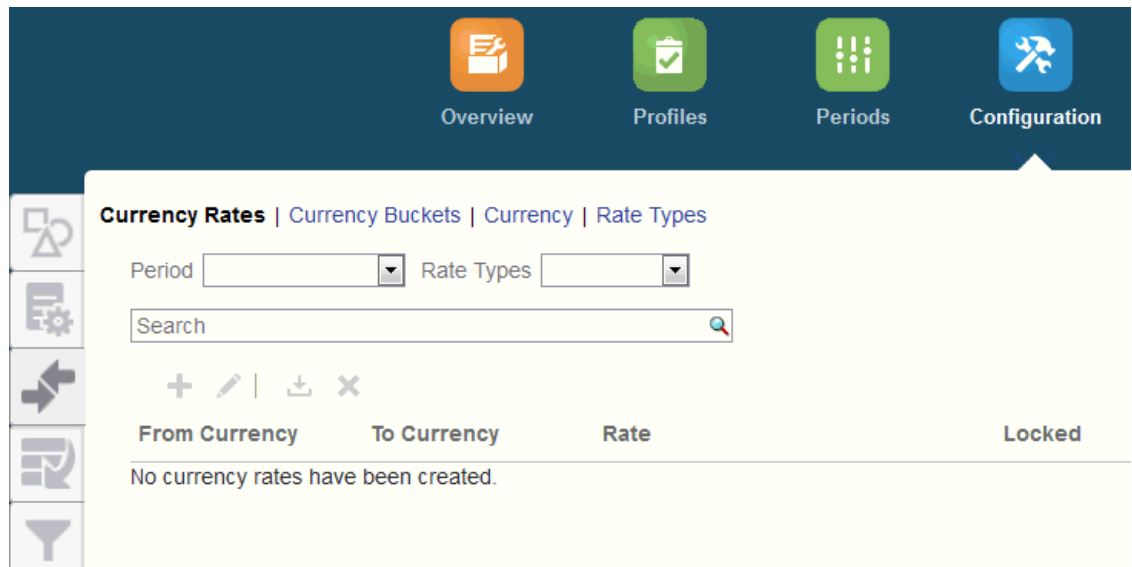 Overview Profiles Periods Configuration
Currency Rates | Currency Buckets | Currency | Rate Types
Period Rate Types
Search
From Currency To Currency Rate Locked
No currency rates have been created.